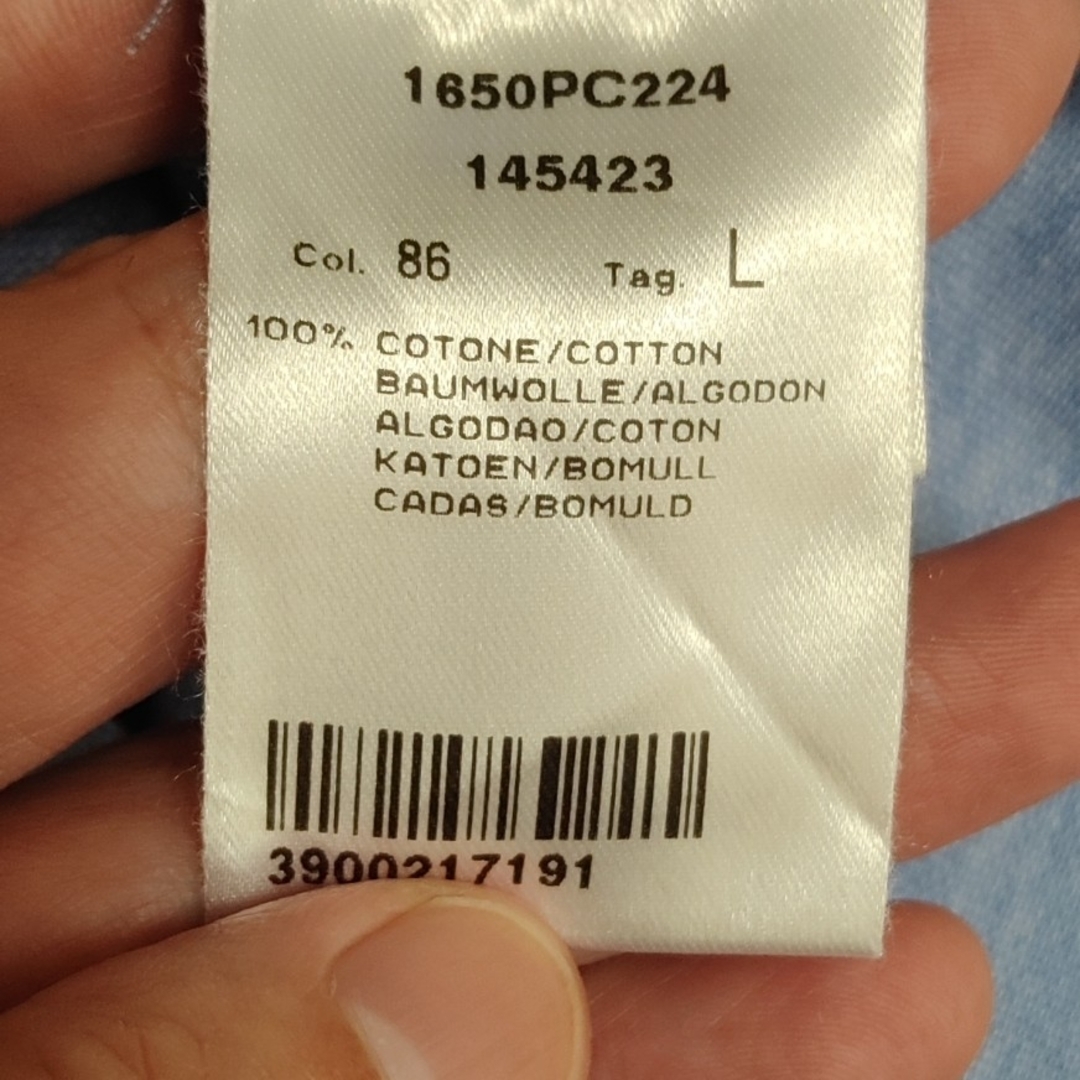 1650PC224
145423
Col. 86 Tag. L
100% COTONE/COTTON
BAUMWOLLE/ALGODON
ALGODAO/COTON
KATOEN/BOMULL
CADAS/BOMULD
3900217191